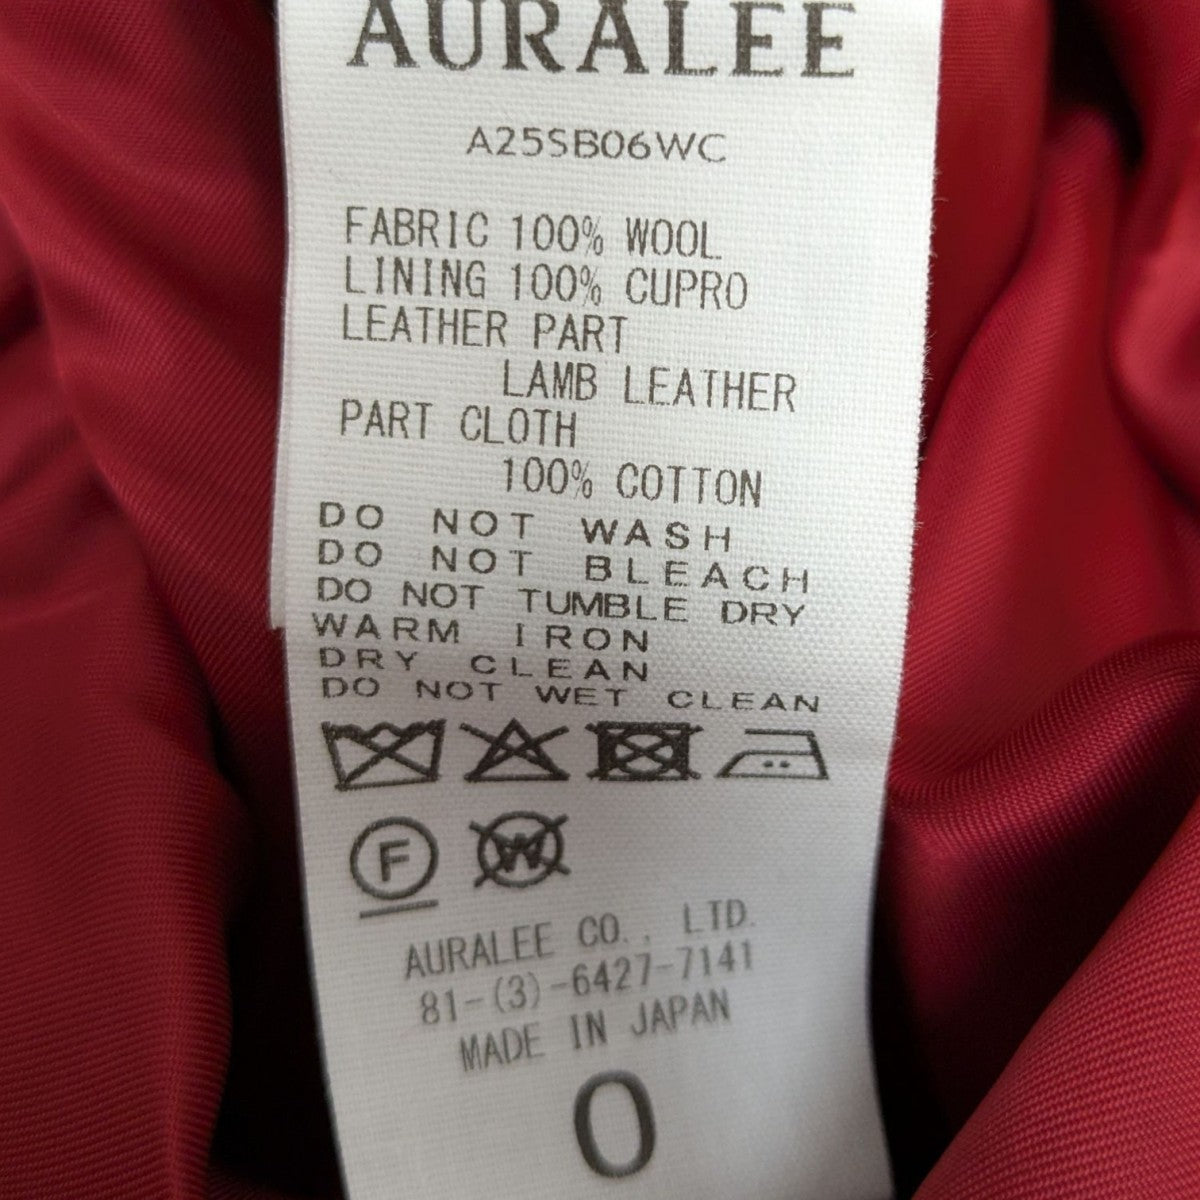 AURALEE
A25SB06WC
FABRIC 100% WOOL
LINING 100% CUPRO
LEATHER PART
LAMB LEATHER
PART CLOTH
100% COTTON
DO NOT WASH
DO NOT BLEACH
DO NOT TUMBLE DRY
WARM IRON
DRY CLEAN
DO NOT WET CLEAN
F W
AURALEE CO., LTD.
81-(3)-6427-7141
MADE IN JAPAN
0